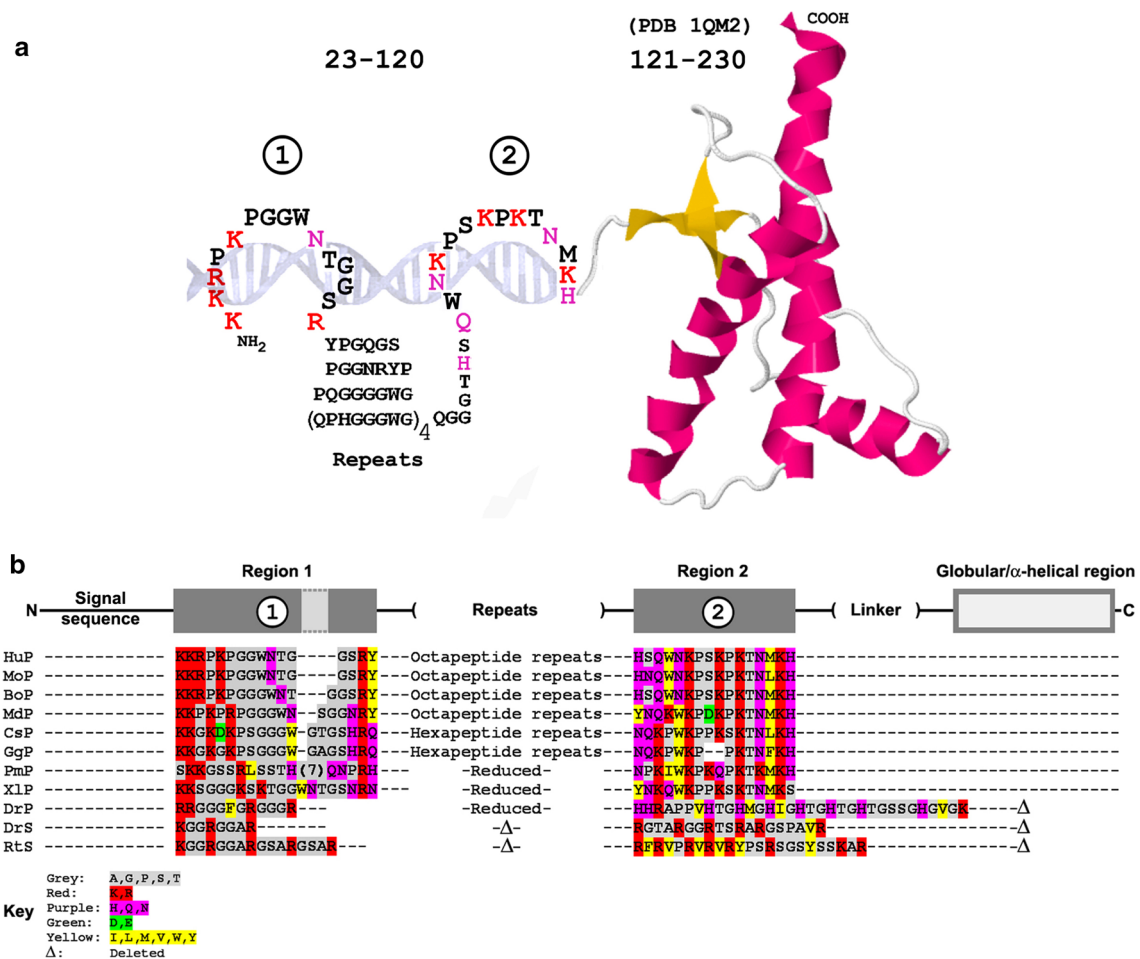 a
(PDB 1QM2)
COOH
23-120
121-230
1
2
PGGW
K
P
R
K
K
NH2
N
T
G
G
S
R
YPGQGS
PGGNRYP
PQGGGGWG
(QPHGGGWG)4 QGG
G
T
H
S
Q
W
N
K
P
S
KPKT
N
M
K
H
Repeats
b
Region 1
Region 2
Globular/α-helical region
N
Signal sequence
1
Repeats
2
Linker
C
HuP ------ KKRPKPGGWNTG----GSRY -- Octapeptide repeats -- HSQWNKPSKPKTNMKH ------
MoP ------ KKRPKPGGWNTG----GSRY -- Octapeptide repeats -- HNQWNKPSKPKTNLKH ------
BoP ------ KKRPKPGGGWNT---GGSRY -- Octapeptide repeats -- HSQWNKPSKPKTNMKH ------
MdP ------ KKPKPRPGGGWN--SGGNRY -- Octapeptide repeats -- YNQKWKPDKPKTNMKH ------
CsP ------ KKGKDKPSGGGW-GTGSHRQ -- Hexapeptide repeats -- NQKPWKPPKSKTNLKH ------
GgP ------ KKGKGKPSGGGW-GAGSHRQ -- Hexapeptide repeats -- NQKPWKP--PKTNFKH ------
PmP ------ SKKGSSRLSSTH(7)QNPRH --- -Reduced- NPKIWKPKQPKTKMKH ------
XlP ------ KKSGGGKSKTGGWNTGSNRN --- -Reduced- YNKQWKPPKSKTNMKS ------
DrP ------ RRGGGFGRGGGR ------ -Reduced- HHRAPPVHTGHMGHIGHTGHTGHTGSSGHGVGK ---Δ
DrS ------ KGGRGGAR ------ -Δ- RGTARGGRTSRARGSPAVR ------Δ
RtS ------ KGGRGGARGSARGSAR ---- -Δ- RFRVPRVRVRYPSRSGSYSSKAR ------Δ
Key
Grey: A,G,P,S,T
Red: K,R
Purple: H,Q,N
Green: D,E
Yellow: I,L,M,V,W,Y
Δ: Deleted